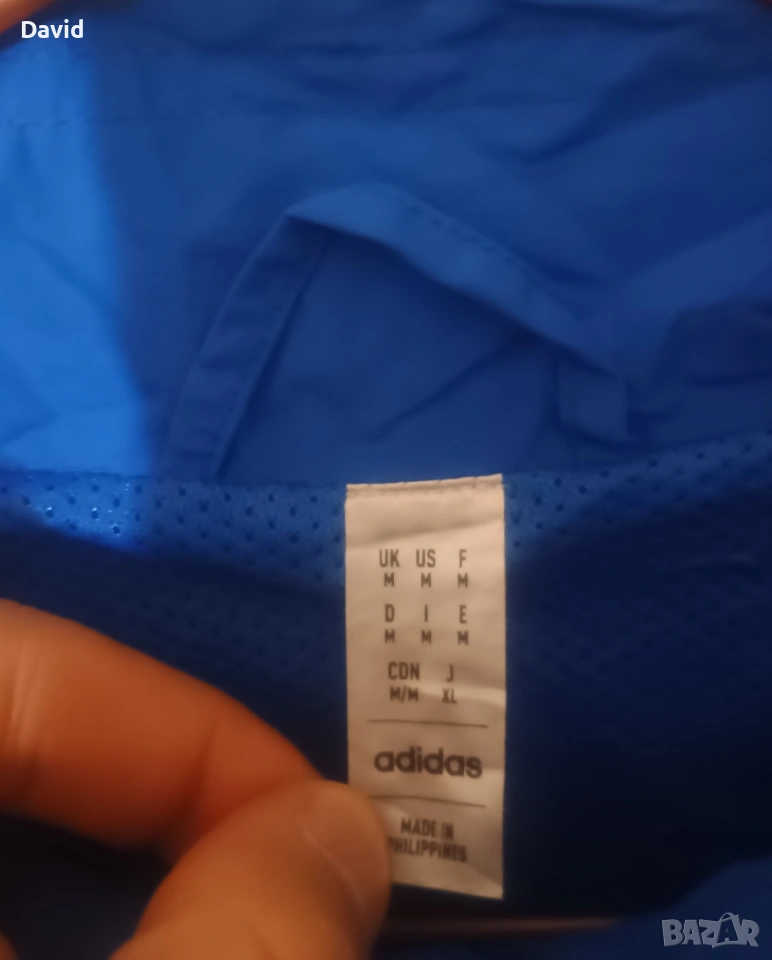 David
UK US F
M M M
D I E
M M M
CDN J
M/M XL
adidas
MADE IN
PHILIPPINES
BAZAR